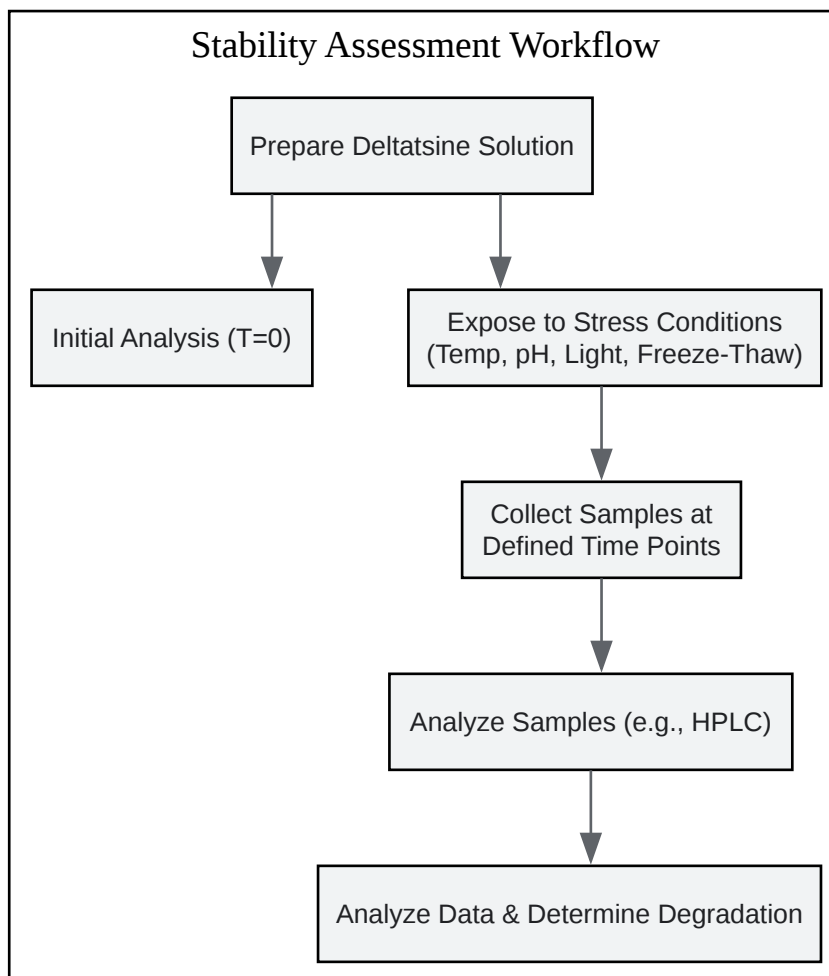 Stability Assessment Workflow
Prepare Deltatsine Solution
Initial Analysis (T=0)
Expose to Stress Conditions
(Temp, pH, Light, Freeze-Thaw)
Collect Samples at
Defined Time Points
Analyze Samples (e.g., HPLC)
Analyze Data & Determine Degradation